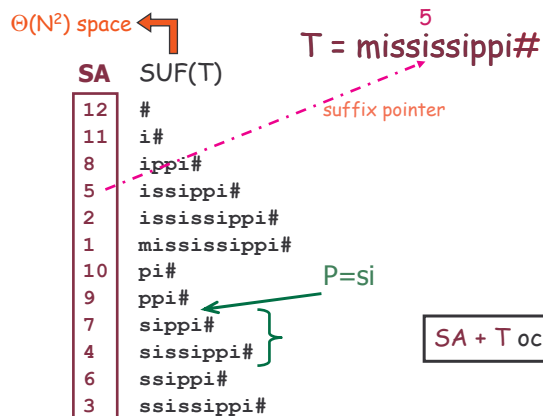 Θ(N²) space
5
T = mississippi#
SA SUF(T)
suffix pointer
12 #
11 i#
8 ippi#
5 issippi#
2 ississippi#
1 mississippi#
10 pi#
P=si
9 ppi#
7 sippi#
4 sissippi#
SA + T oc
6 ssippi#
3 ssissippi#